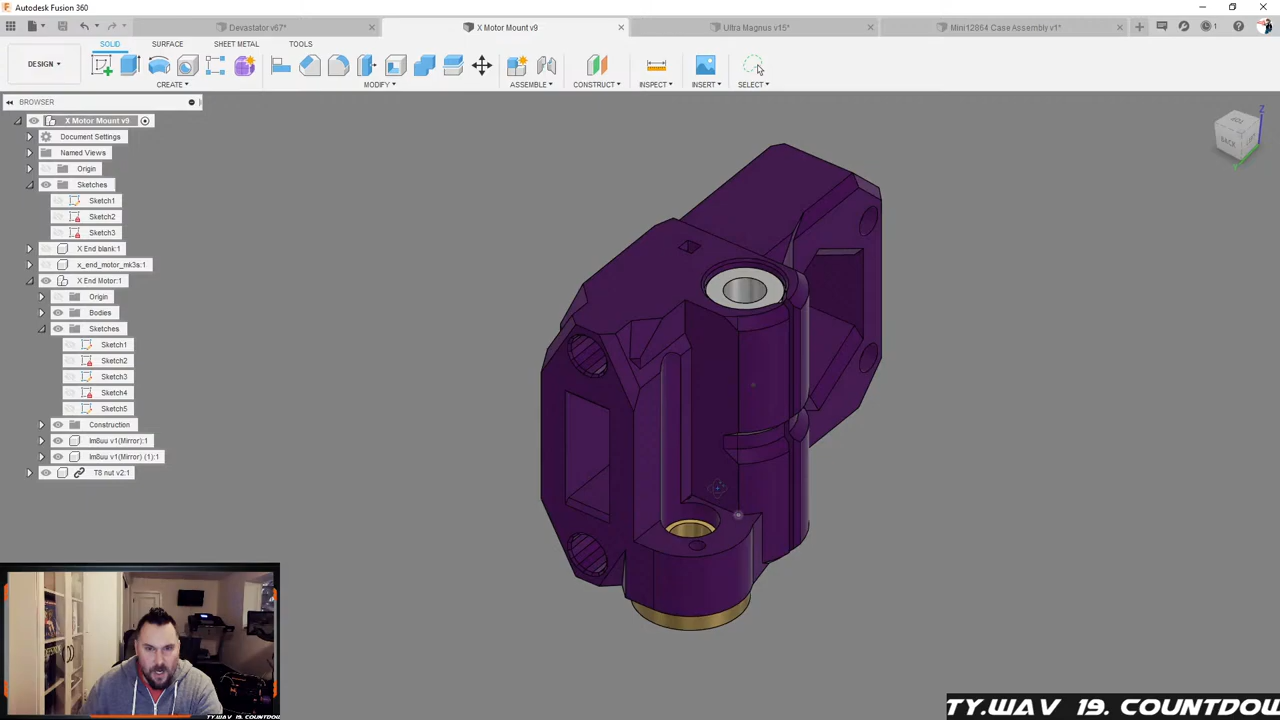 Autodesk Fusion 360
Devastator v67*
X Motor Mount v9
Ultra Magnus v15*
Mini12864 Case Assembly v1*
1
SOLID
SURFACE
SHEET METAL
TOOLS
DESIGN
CREATE
MODIFY
ASSEMBLE
CONSTRUCT
INSPECT
INSERT
SELECT
BROWSER
X Motor Mount v9
Document Settings
Named Views
Origin
Sketches
Sketch1
Sketch2
Sketch3
X End blank:1
x_end_motor_mk3s:1
X End Motor:1
Origin
Bodies
Sketches
Sketch1
Sketch2
Sketch3
Sketch4
Sketch5
Construction
lm8uu v1(Mirror):1
lm8uu v1(Mirror) (1):1
T8 nut v2:1
Z
BACK
TY.WAV 19. COUNTDOW